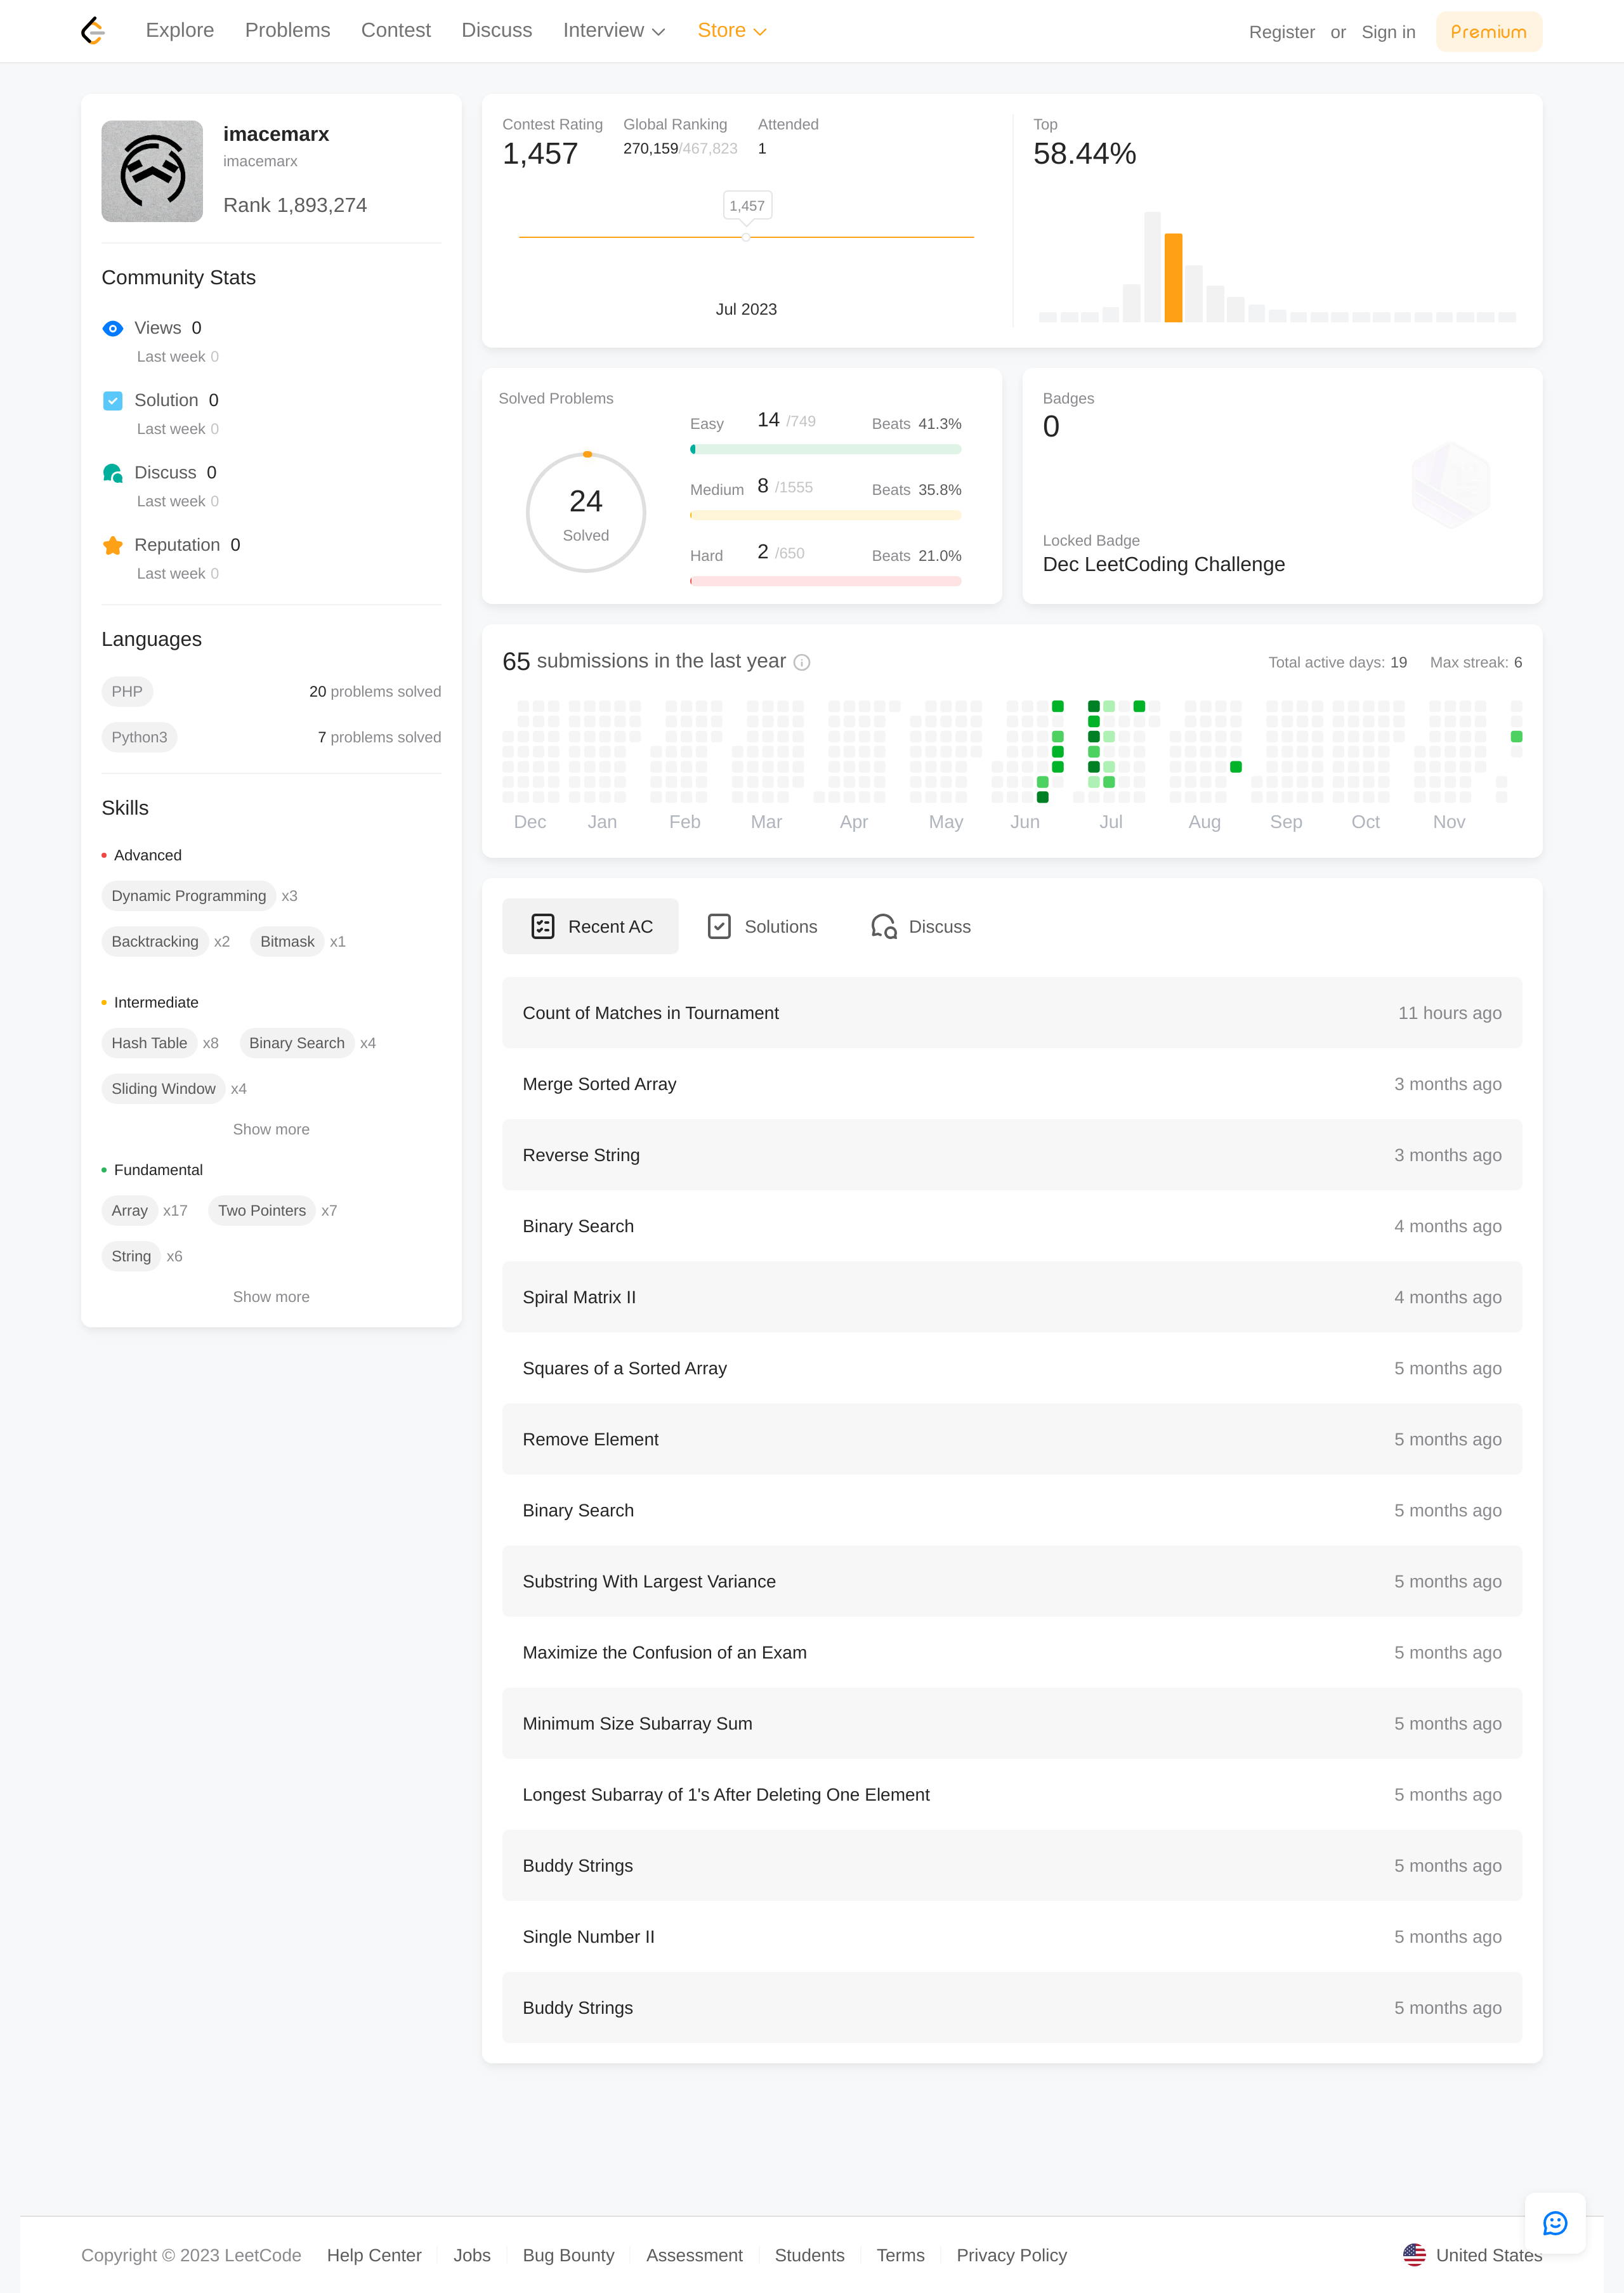 Explore Problems Contest Discuss Interview Store Register or Sign in Premium
imacemarx
imacemarx
Rank 1,893,274
Community Stats
Views 0
Last week 0
Solution 0
Last week 0
Discuss 0
Last week 0
Reputation 0
Last week 0
Languages
PHP 20 problems solved
Python3 7 problems solved
Skills
Advanced
Dynamic Programming x3
Backtracking x2 Bitmask x1
Intermediate
Hash Table x8 Binary Search x4
Sliding Window x4
Show more
Fundamental
Array x17 Two Pointers x7
String x6
Show more
Contest Rating Global Ranking Attended
1,457 270,159/467,823 1
1,457
Jul 2023
Top
58.44%
Solved Problems
24
Solved
Easy 14 /749 Beats 41.3%
Medium 8 /1555 Beats 35.8%
Hard 2 /650 Beats 21.0%
Badges
0
Locked Badge
Dec LeetCoding Challenge
65 submissions in the last year Total active days: 19 Max streak: 6
Dec Jan Feb Mar Apr May Jun Jul Aug Sep Oct Nov
Recent AC Solutions Discuss
Count of Matches in Tournament 11 hours ago
Merge Sorted Array 3 months ago
Reverse String 3 months ago
Binary Search 4 months ago
Spiral Matrix II 4 months ago
Squares of a Sorted Array 5 months ago
Remove Element 5 months ago
Binary Search 5 months ago
Substring With Largest Variance 5 months ago
Maximize the Confusion of an Exam 5 months ago
Minimum Size Subarray Sum 5 months ago
Longest Subarray of 1's After Deleting One Element 5 months ago
Buddy Strings 5 months ago
Single Number II 5 months ago
Buddy Strings 5 months ago
Copyright © 2023 LeetCode Help Center Jobs Bug Bounty Assessment Students Terms Privacy Policy United States